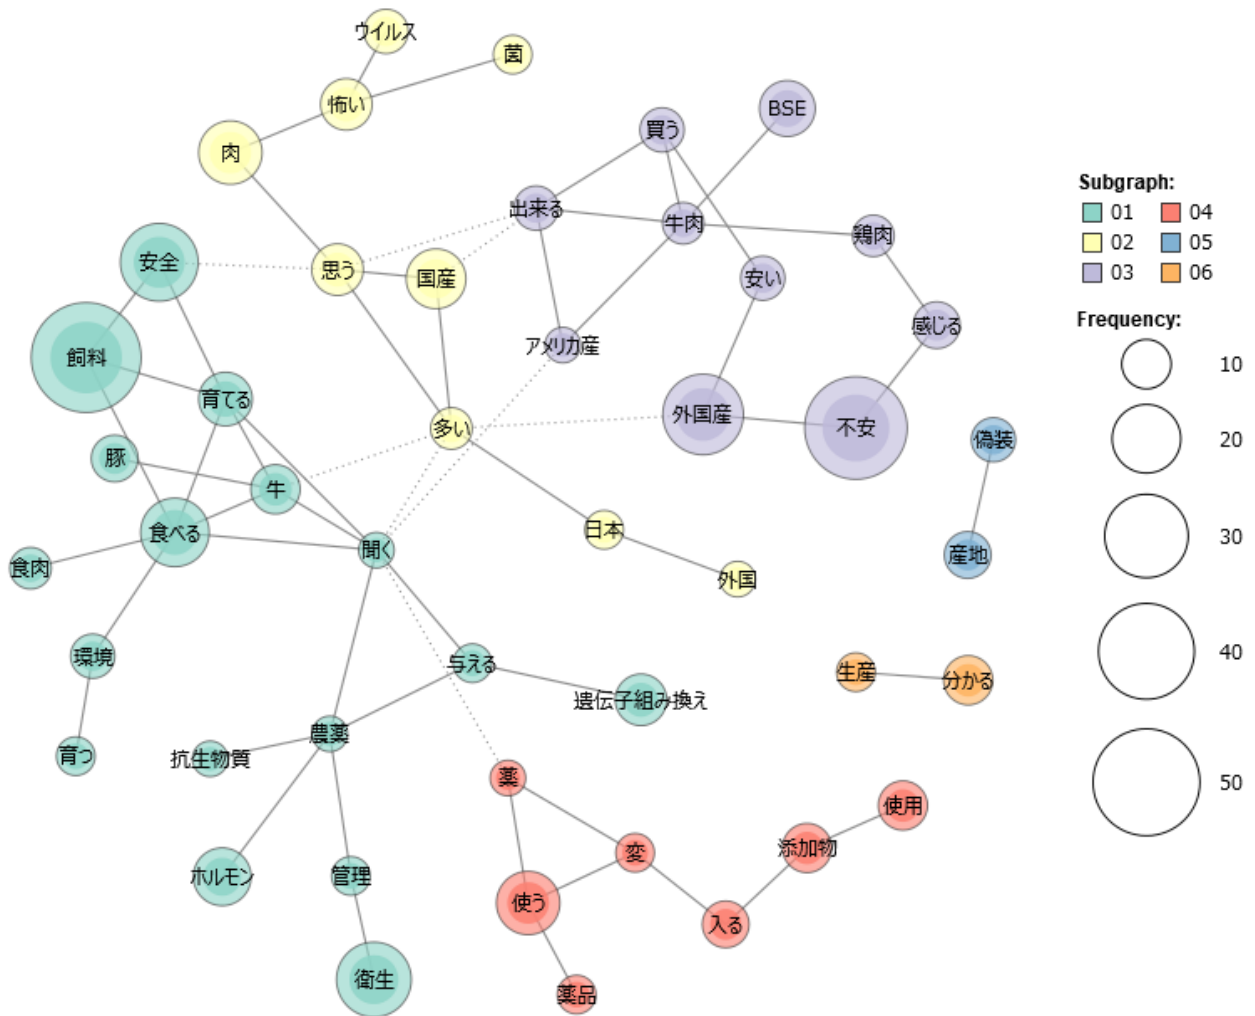 ウイルス
菌
怖い
BSE
買う
肉
出来る
牛肉
鶏肉
安全
思う
国産
安い
感じる
飼料
アメリカ産
育てる
外国産
不安
多い
偽装
豚
牛
食べる
日本
聞く
産地
食肉
外国
環境
与える
生産
分かる
遺伝子組み換え
農薬
育つ
抗生物質
薬
使用
変
添加物
ホルモン
管理
使う
入る
衛生
薬品
Subgraph:
01 04
02 05
03 06
Frequency:
10
20
30
40
50